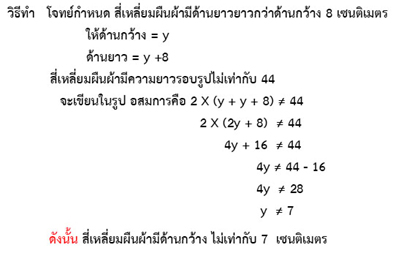 วิธีทำ โจทย์กำหนด สี่เหลี่ยมผืนผ้ามีด้านยาวยาวกว่าด้านกว้าง 8 เซนติเมตร
ให้ด้านกว้าง = y
ด้านยาว = y +8
สี่เหลี่ยมผืนผ้ามีความยาวรอบรูปไม่เท่ากับ 44
จะเขียนในรูป อสมการคือ 2 X (y + y + 8) ≠ 44
2 X (2y + 8) ≠ 44
4y + 16 ≠ 44
4y ≠ 44 - 16
4y ≠ 28
y ≠ 7
ดังนั้น สี่เหลี่ยมผืนผ้ามีด้านกว้าง ไม่เท่ากับ 7 เซนติเมตร